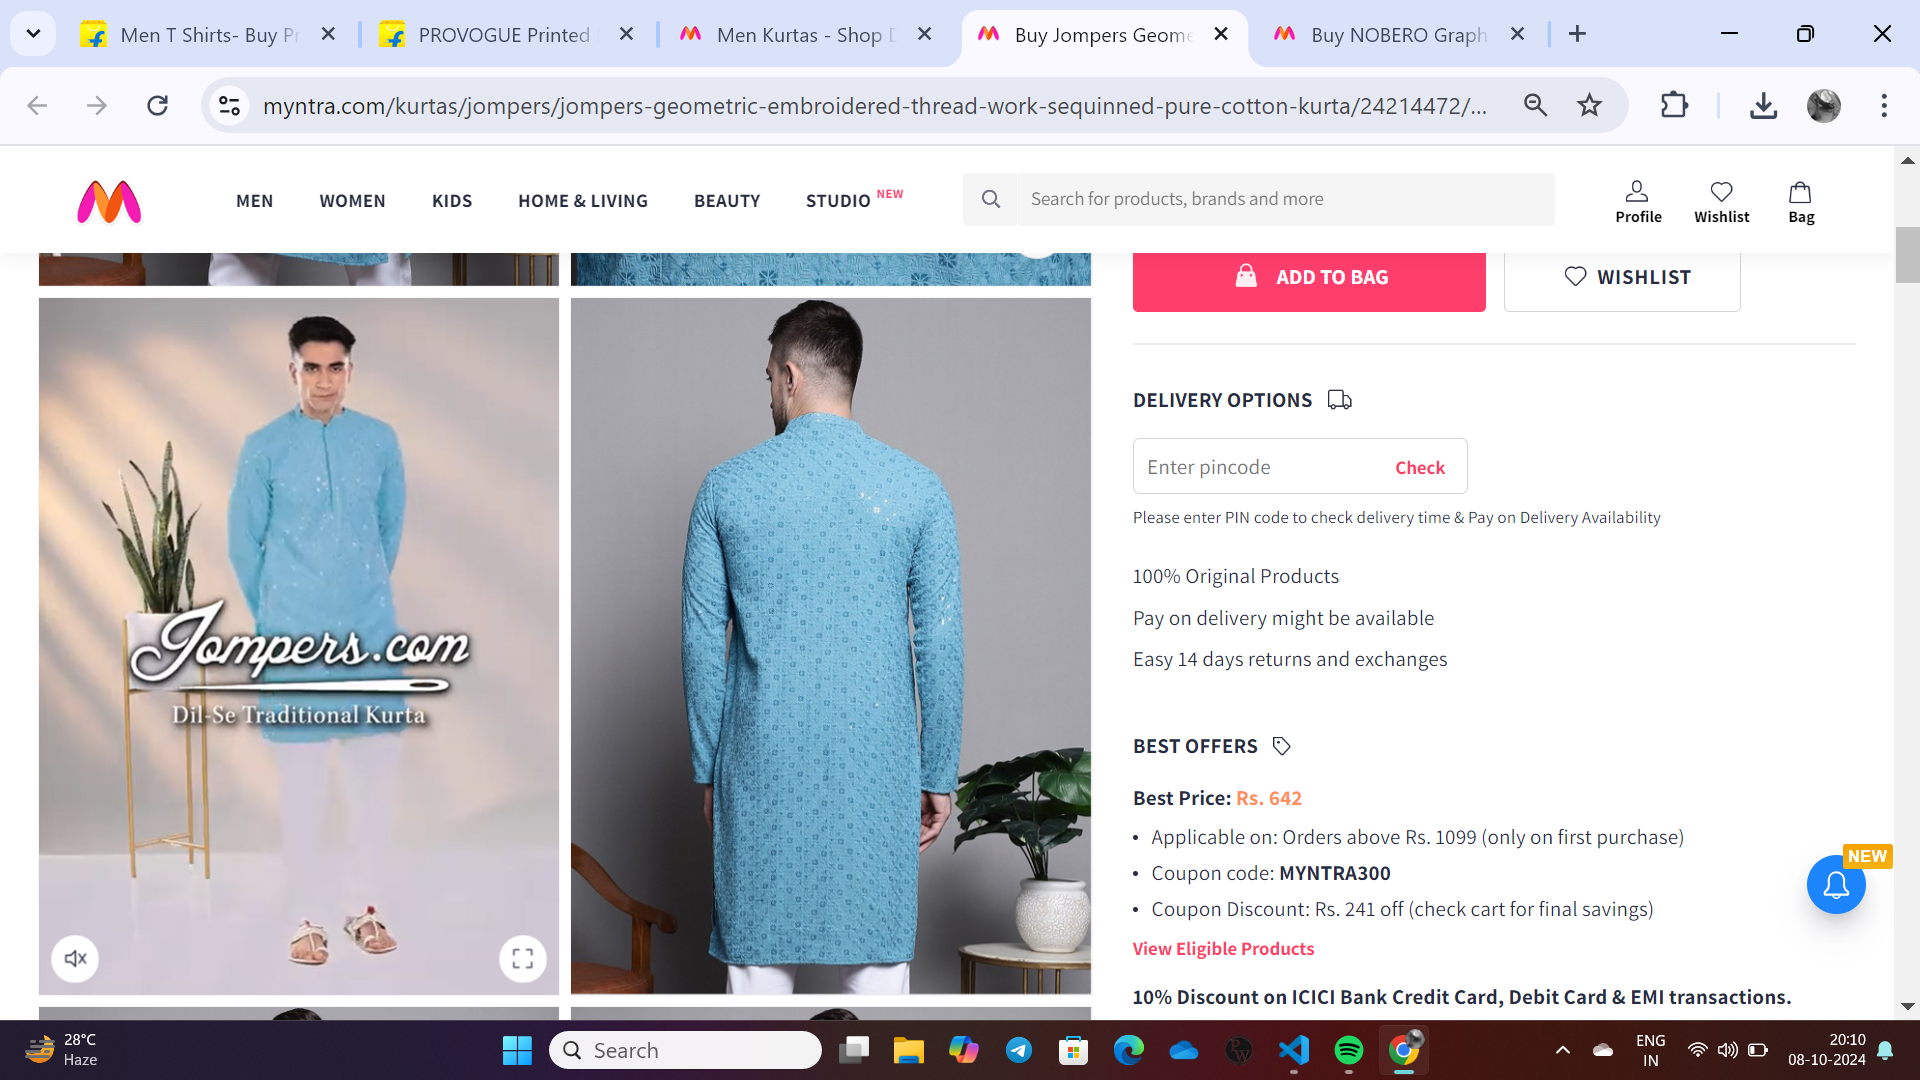 Men T Shirts- Buy Pr
PROVOGUE Printed
Men Kurtas - Shop D
Buy Jompers Geome
Buy NOBERO Graph
myntra.com/kurtas/jompers/jompers-geometric-embroidered-thread-work-sequinned-pure-cotton-kurta/24214472/...
MEN
WOMEN
KIDS
HOME & LIVING
BEAUTY
STUDIO NEW
Search for products, brands and more
Profile
Wishlist
Bag
ADD TO BAG
WISHLIST
DELIVERY OPTIONS
Enter pincode
Check
Please enter PIN code to check delivery time & Pay on Delivery Availability
100% Original Products
Pay on delivery might be available
Easy 14 days returns and exchanges
Jompers.com
Dil-Se Traditional Kurta
BEST OFFERS
Best Price: Rs. 642
• Applicable on: Orders above Rs. 1099 (only on first purchase)
• Coupon code: MYNTRA300
• Coupon Discount: Rs. 241 off (check cart for final savings)
View Eligible Products
NEW
10% Discount on ICICI Bank Credit Card, Debit Card & EMI transactions.
28°C
Haze
Search
ENG
IN
20:10
08-10-2024